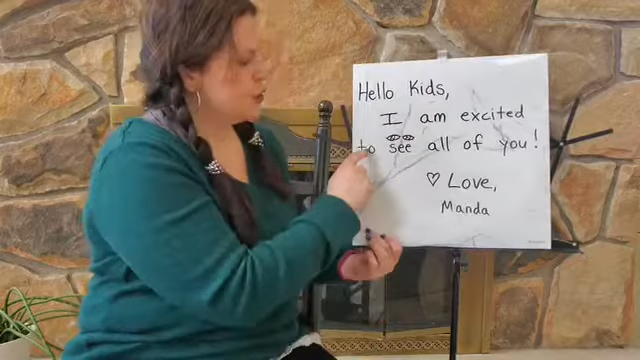 Hello Kids,
I am excited
to see all of you!
♡ Love,
Manda